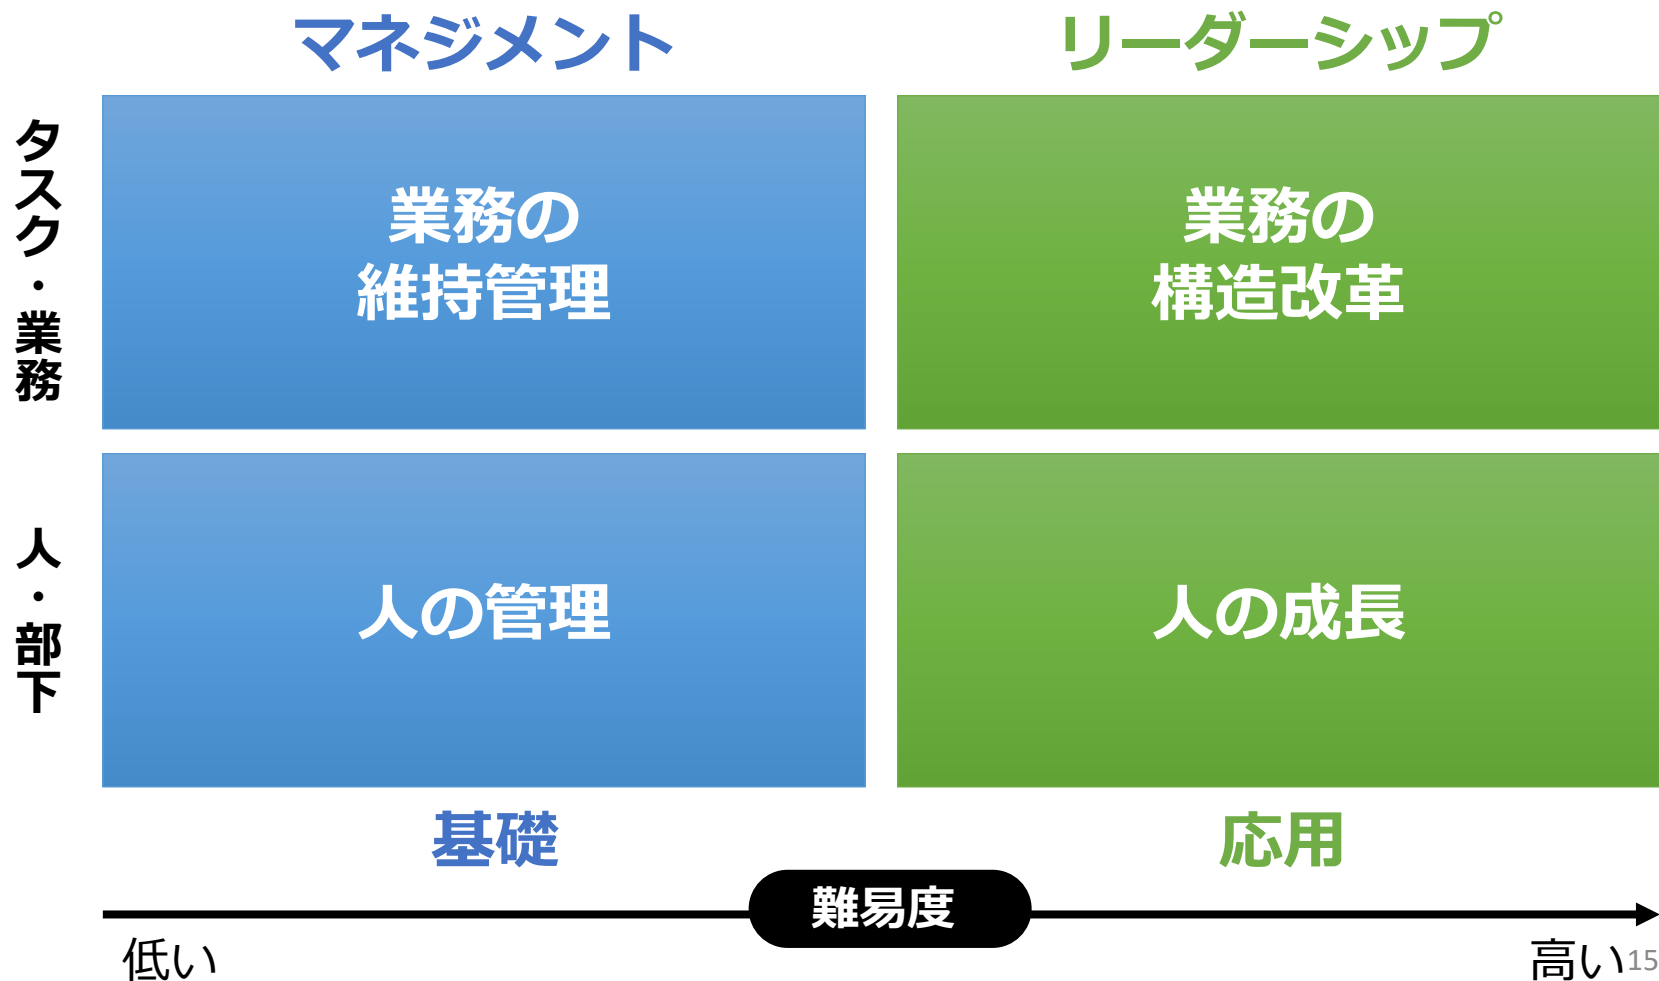 マネジメント
リーダーシップ
タスク・業務
業務の
維持管理
業務の
構造改革
人・部下
人の管理
人の成長
基礎
応用
難易度
低い
高い
15